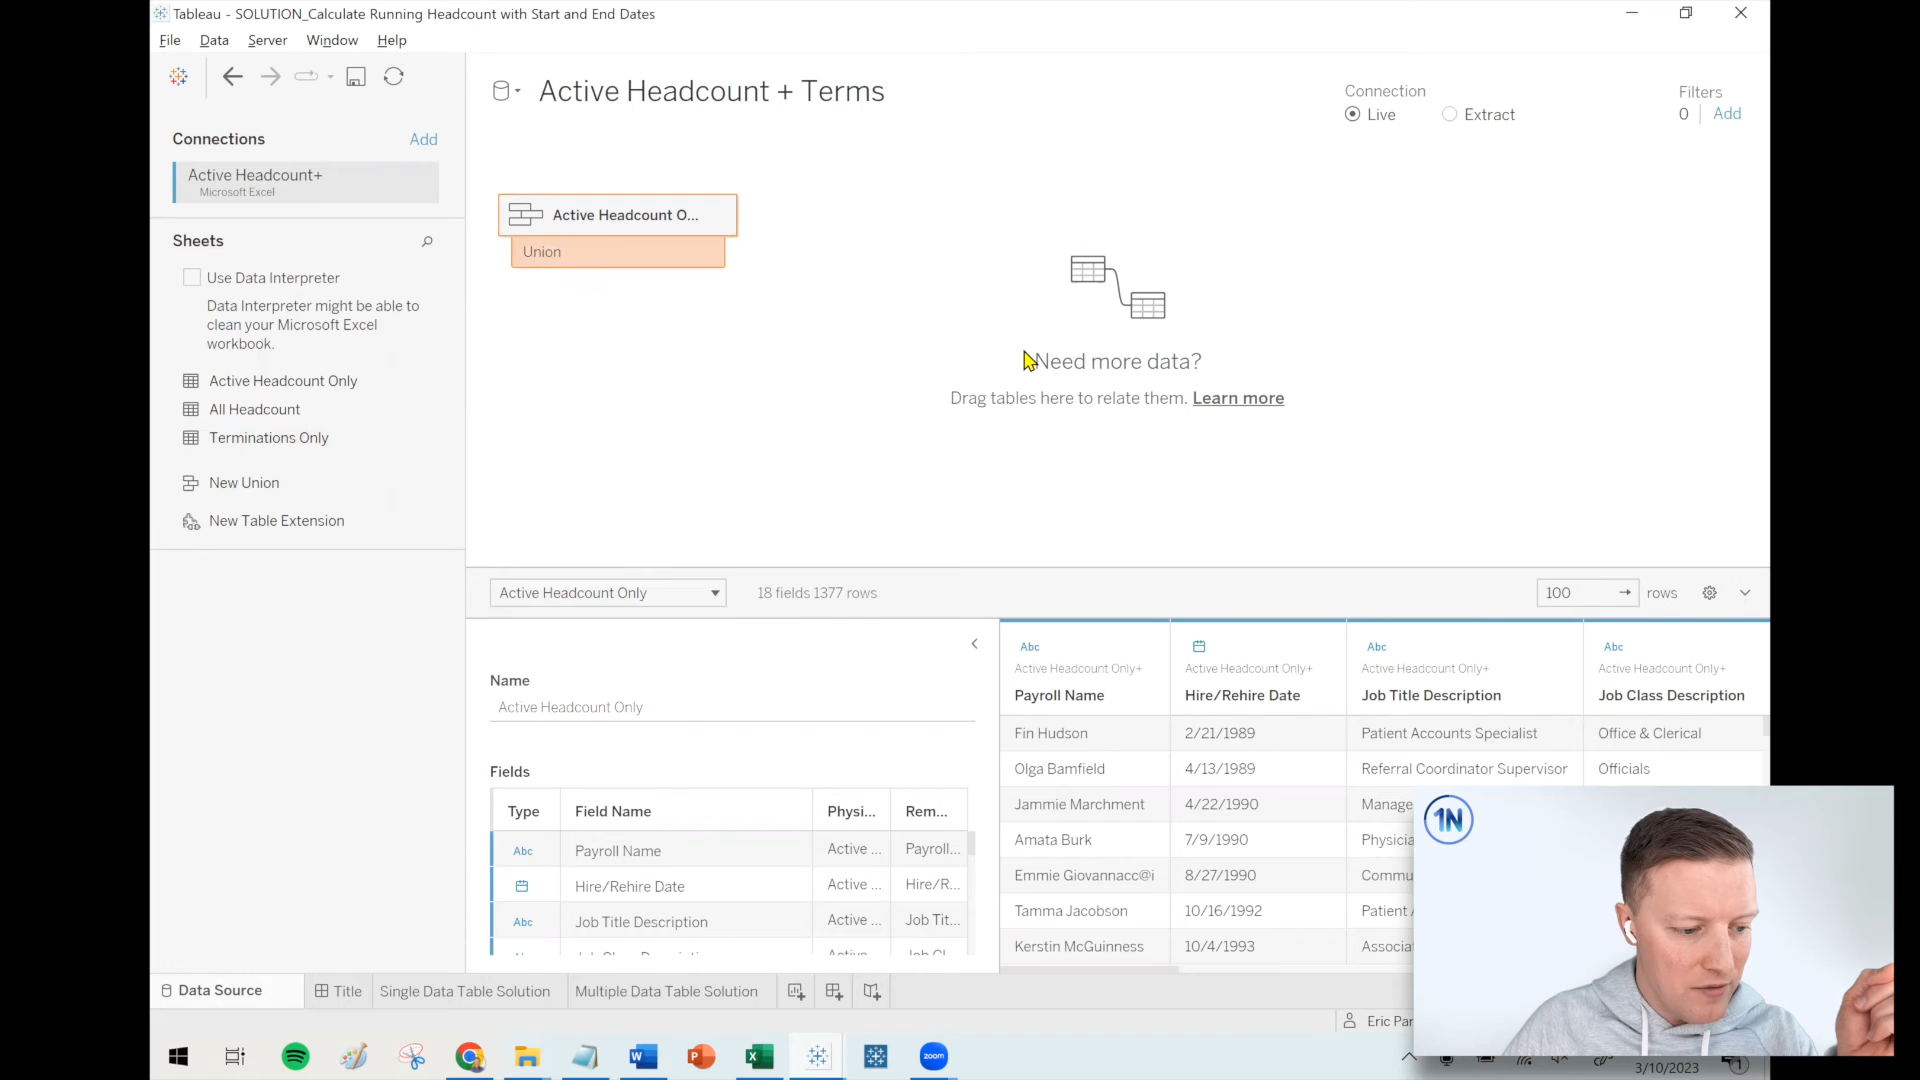 Tableau - SOLUTION_Calculate Running Headcount with Start and End Dates
File Data Server Window Help
Connections Add
Active Headcount+
Microsoft Excel
Sheets
Use Data Interpreter
Data Interpreter might be able to
clean your Microsoft Excel
workbook.
Active Headcount Only
All Headcount
Terminations Only
New Union
New Table Extension
Active Headcount + Terms
Connection
Live Extract
Filters
0 Add
Active Headcount O...
Union
Need more data?
Drag tables here to relate them. Learn more
Active Headcount Only 18 fields 1377 rows 100 rows
Name
Active Headcount Only
Fields
Type Field Name Physi... Rem...
Abc Payroll Name Active ... Payroll...
Hire/Rehire Date Active ... Hire/R...
Abc Job Title Description Active ... Job Tit...
Abc Abc Abc
Active Headcount Only+ Active Headcount Only+ Active Headcount Only+ Active Headcount Only+
Payroll Name Hire/Rehire Date Job Title Description Job Class Description
Fin Hudson 2/21/1989 Patient Accounts Specialist Office & Clerical
Olga Bamfield 4/13/1989 Referral Coordinator Supervisor Officials
Jammie Marchment 4/22/1990 Manage
Amata Burk 7/9/1990 Physicia
Emmie Giovannacc@i 8/27/1990 Commu
Tamma Jacobson 10/16/1992 Patient
Kerstin McGuinness 10/4/1993 Associa
1N
Data Source Title Single Data Table Solution Multiple Data Table Solution
Eric Par
zoom
3/10/2023
1